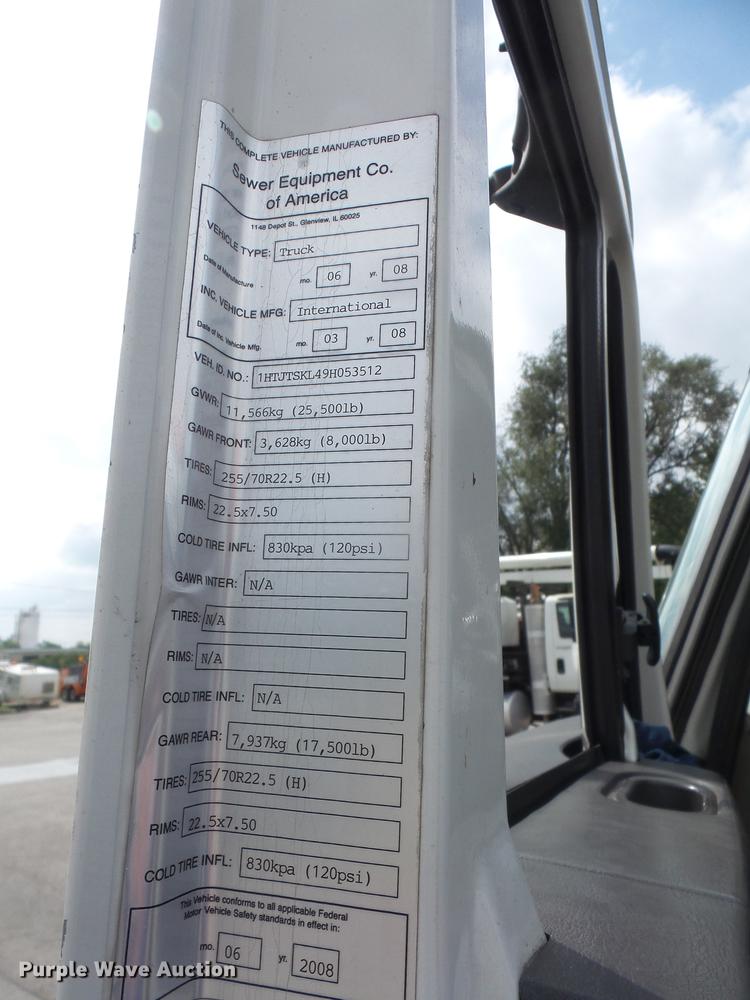 THIS COMPLETE VEHICLE MANUFACTURED BY:
Sewer Equipment Co.
of America
1148 Depot St., Glenview, IL 60025
VEHICLE TYPE: Truck
Date of Manufacture mo. 06 yr. 08
INC. VEHICLE MFG: International
Date of Inc. Vehicle Mfg. mo. 03 yr. 08
VEH. ID. NO.: 1HTJTSKL49H053512
GVWR: 11,566kg (25,500lb)
GAWR FRONT: 3,628kg (8,000lb)
TIRES: 255/70R22.5 (H)
RIMS: 22.5x7.50
COLD TIRE INFL: 830kpa (120psi)
GAWR INTER: N/A
TIRES: N/A
RIMS: N/A
COLD TIRE INFL: N/A
GAWR REAR: 7,937kg (17,500lb)
TIRES: 255/70R22.5 (H)
RIMS: 22.5x7.50
COLD TIRE INFL: 830kpa (120psi)
This Vehicle conforms to all applicable Federal
Motor Vehicle Safety standards in effect in:
mo. 06 yr. 2008
Purple Wave Auction